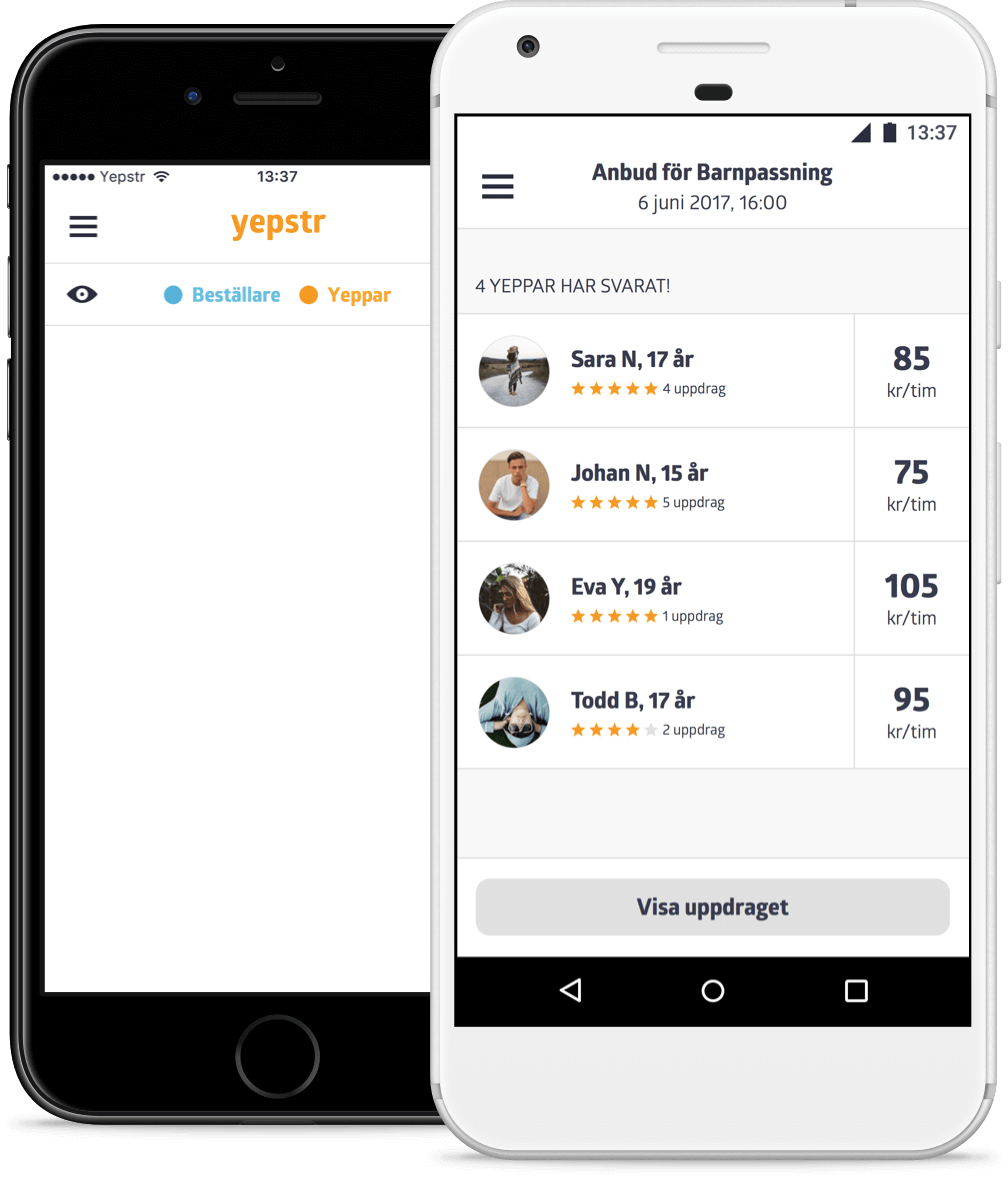 Yepstr 13:37
yepstr
Beställare Yeppar
13:37
Anbud för Barnpassning
6 juni 2017, 16:00
4 YEPPAR HAR SVARAT!
Sara N, 17 år
4 uppdrag
85
kr/tim
Johan N, 15 år
5 uppdrag
75
kr/tim
Eva Y, 19 år
1 uppdrag
105
kr/tim
Todd B, 17 år
2 uppdrag
95
kr/tim
Visa uppdraget